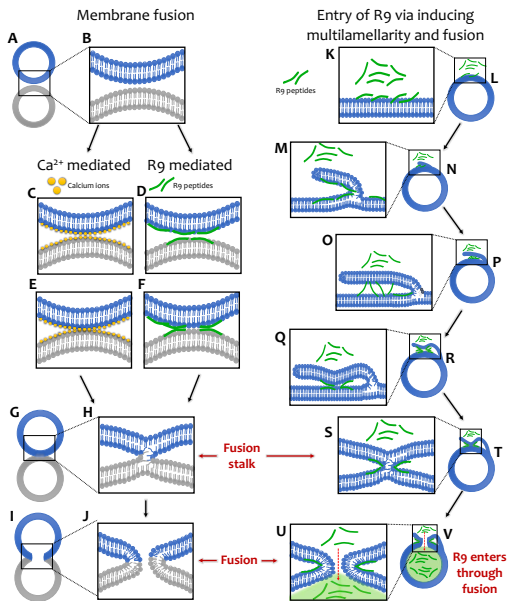 Membrane fusion
Entry of R9 via inducing
multilamellarity and fusion
A
B
K
L
R9 peptides
Ca²⁺ mediated
R9 mediated
Calcium ions
R9 peptides
C
D
M
N
E
F
O
P
Q
R
G
H
Fusion
stalk
S
T
I
J
Fusion
U
V
R9 enters
through
fusion